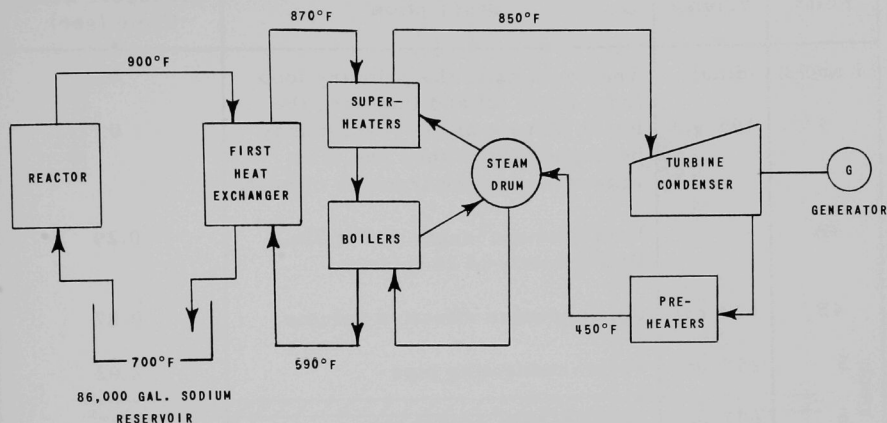 870°F
850°F
900°F
SUPER-
HEATERS
REACTOR
FIRST
HEAT
EXCHANGER
STEAM
DRUM
TURBINE
CONDENSER
G
GENERATOR
BOILERS
PRE-
HEATERS
450°F
590°F
700°F
86,000 GAL. SODIUM
RESERVOIR